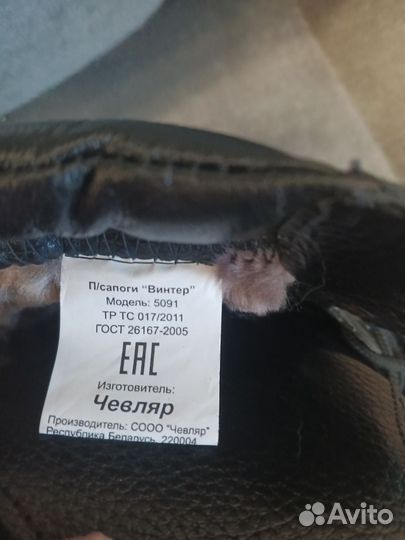 П/сапоги "Винтер"
Модель: 5091
ТР ТС 017/2011
ГОСТ 26167-2005
EAC
Изготовитель:
Чевляр
Производитель: СООО "Чевляр"
Республика Беларусь, 220004
Avito